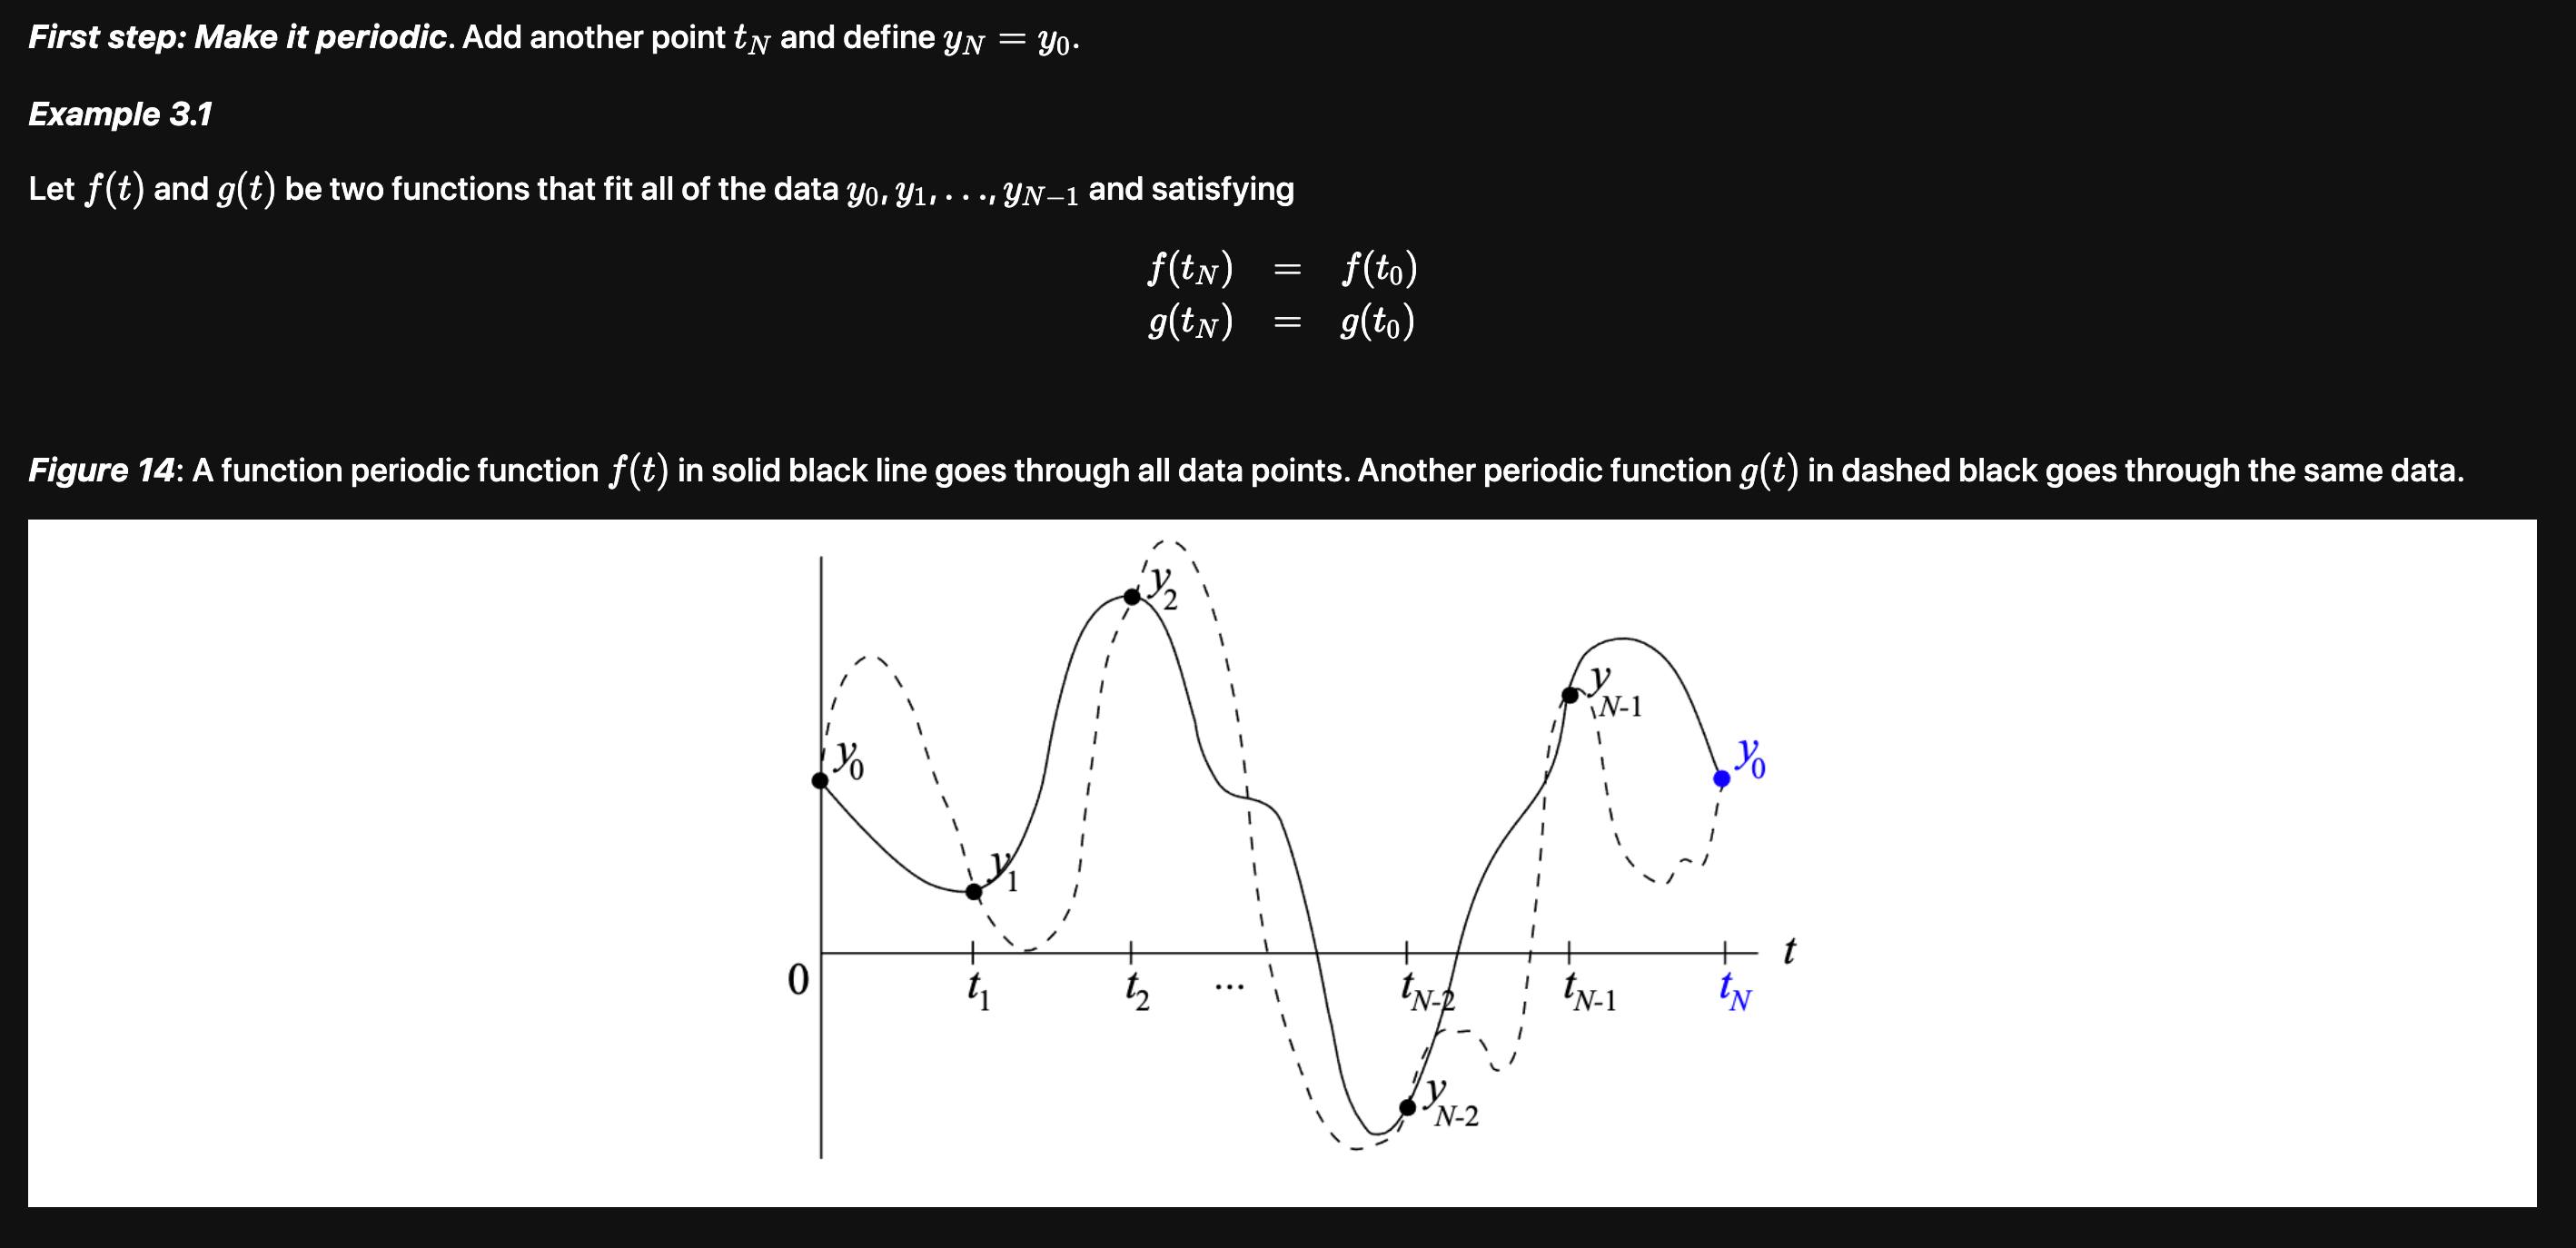 First step: Make it periodic. Add another point t_N and define y_N = y_0.
Example 3.1
Let f(t) and g(t) be two functions that fit all of the data y_0, y_1, . . ., y_{N−1} and satisfying
f(t_N) = f(t_0)
g(t_N) = g(t_0)
Figure 14: A function periodic function f(t) in solid black line goes through all data points. Another periodic function g(t) in dashed black goes through the same data.
y_2
y_{N-1}
y_0
y_0
y_1
t
0
t_1
t_2
...
t_{N-2}
t_{N-1}
t_N
y_{N-2}